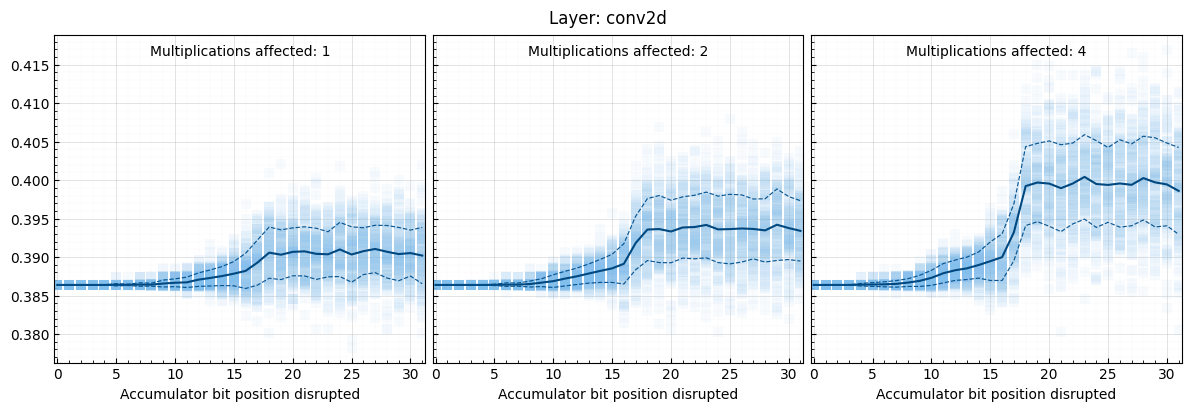 Layer: conv2d
Multiplications affected: 1
Multiplications affected: 2
Multiplications affected: 4
0.415
0.410
0.405
0.400
0.395
0.390
0.385
0.380
0 5 10 15 20 25 30
0 5 10 15 20 25 30
0 5 10 15 20 25 30
Accumulator bit position disrupted
Accumulator bit position disrupted
Accumulator bit position disrupted